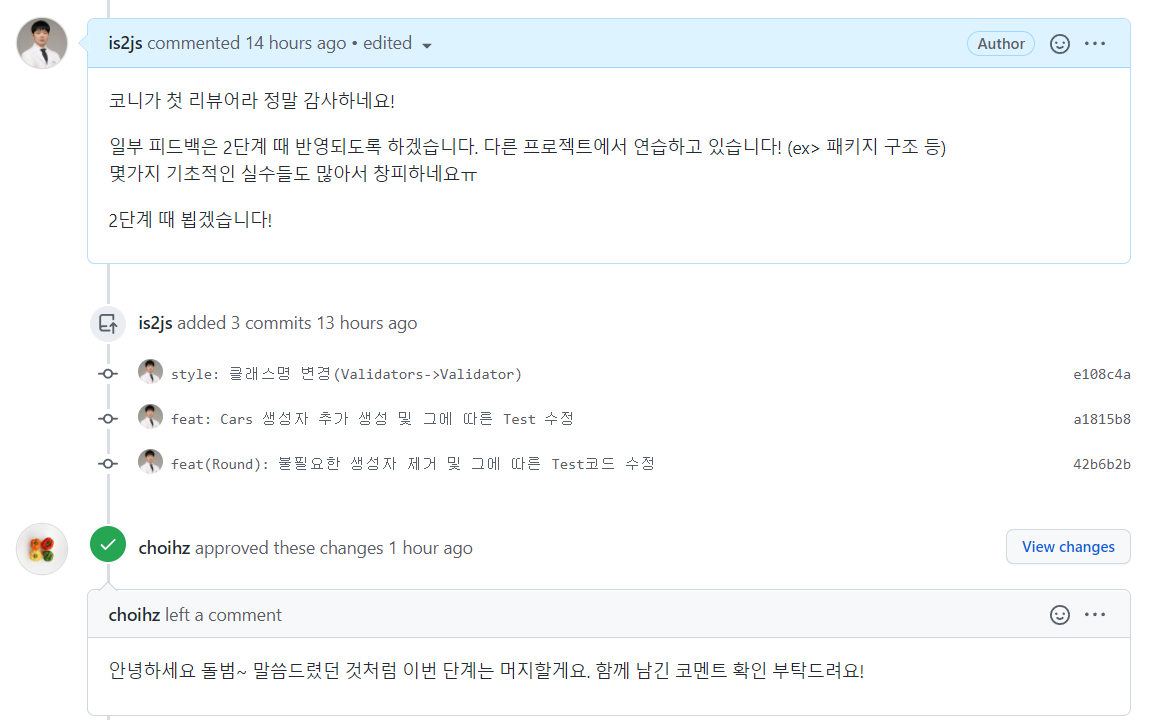 is2js commented 14 hours ago • edited
Author
코니가 첫 리뷰어라 정말 감사하네요!
일부 피드백은 2단계 때 반영되도록 하겠습니다. 다른 프로젝트에서 연습하고 있습니다! (ex> 패키지 구조 등)
몇가지 기초적인 실수들도 많아서 창피하네요ㅠ
2단계 때 뵙겠습니다!
is2js added 3 commits 13 hours ago
style: 클래스명 변경(Validators->Validator) e108c4a
feat: Cars 생성자 추가 생성 및 그에 따른 Test 수정 a1815b8
feat(Round): 불필요한 생성자 제거 및 그에 따른 Test코드 수정 42b6b2b
choihz approved these changes 1 hour ago
View changes
choihz left a comment
안녕하세요 돌범~ 말씀드렸던 것처럼 이번 단계는 머지할게요. 함께 남긴 코멘트 확인 부탁드려요!